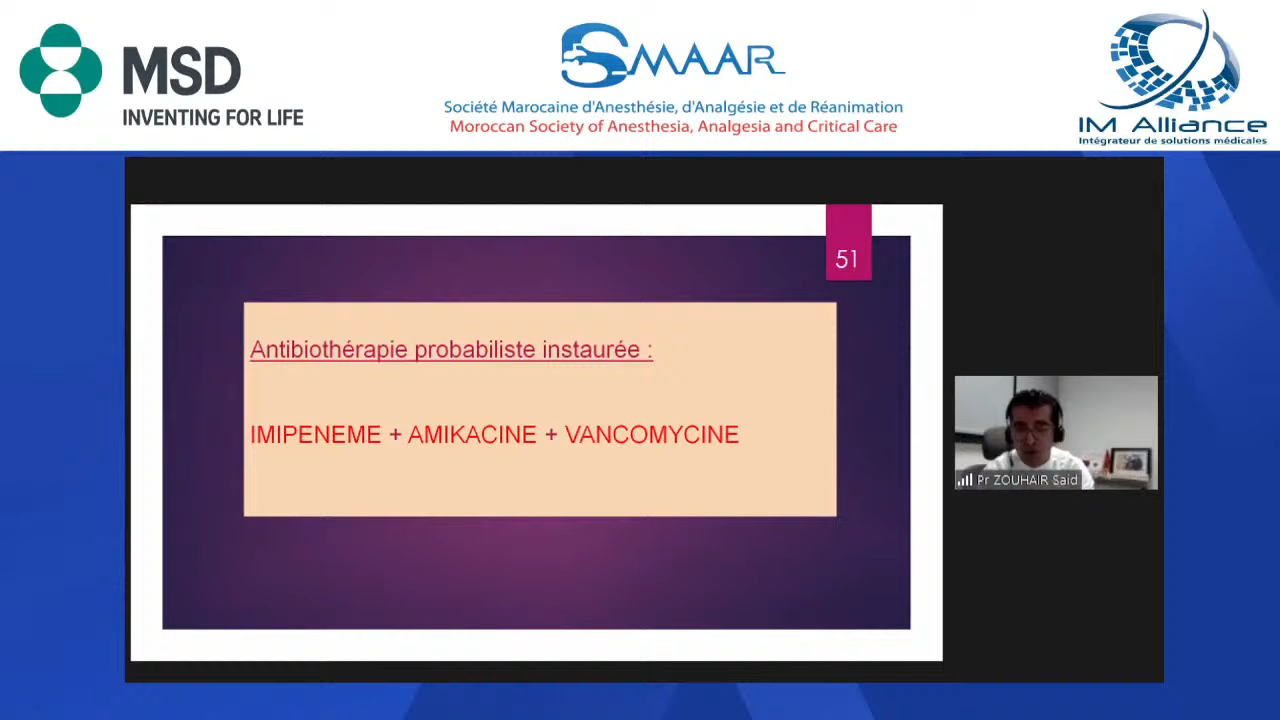 MSD
INVENTING FOR LIFE
SMAAR
Société Marocaine d'Anesthésie, d'Analgésie et de Réanimation
Moroccan Society of Anesthesia, Analgesia and Critical Care
IM Alliance
Intégrateur de solutions médicales
51
Antibiothérapie probabiliste instaurée :
IMIPENEME + AMIKACINE + VANCOMYCINE
Pr ZOUHAIR Said